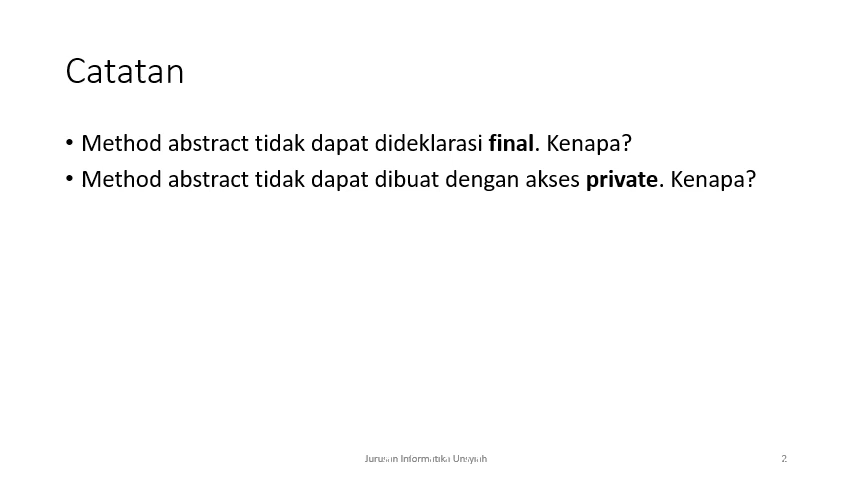 Catatan
• Method abstract tidak dapat dideklarasi final. Kenapa?
• Method abstract tidak dapat dibuat dengan akses private. Kenapa?
Jurusan Informatika Unsyiah
2